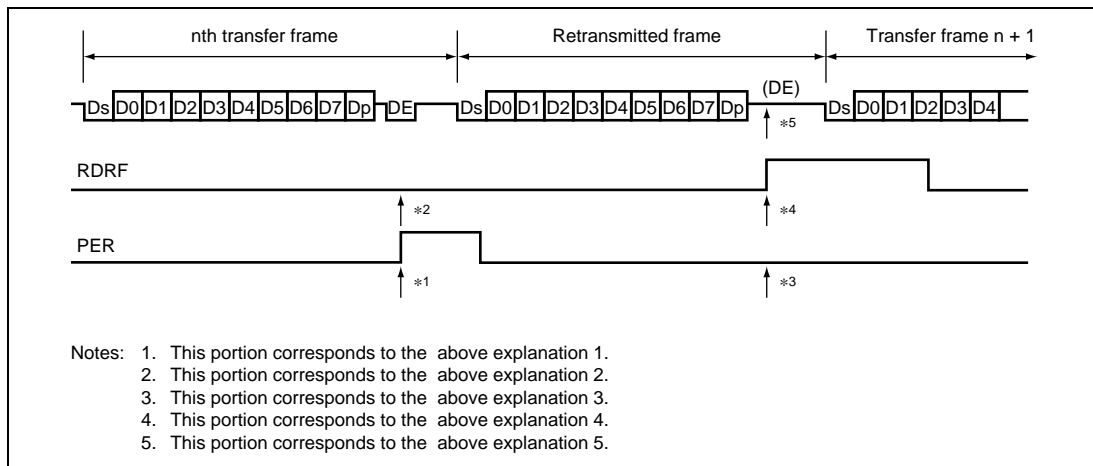 nth transfer frame Retransmitted frame Transfer frame n + 1
(DE)
Ds D0 D1 D2 D3 D4 D5 D6 D7 Dp DE Ds D0 D1 D2 D3 D4 D5 D6 D7 Dp Ds D0 D1 D2 D3 D4
*5
RDRF
*2 *4
PER
*1 *3
Notes: 1. This portion corresponds to the above explanation 1.
2. This portion corresponds to the above explanation 2.
3. This portion corresponds to the above explanation 3.
4. This portion corresponds to the above explanation 4.
5. This portion corresponds to the above explanation 5.